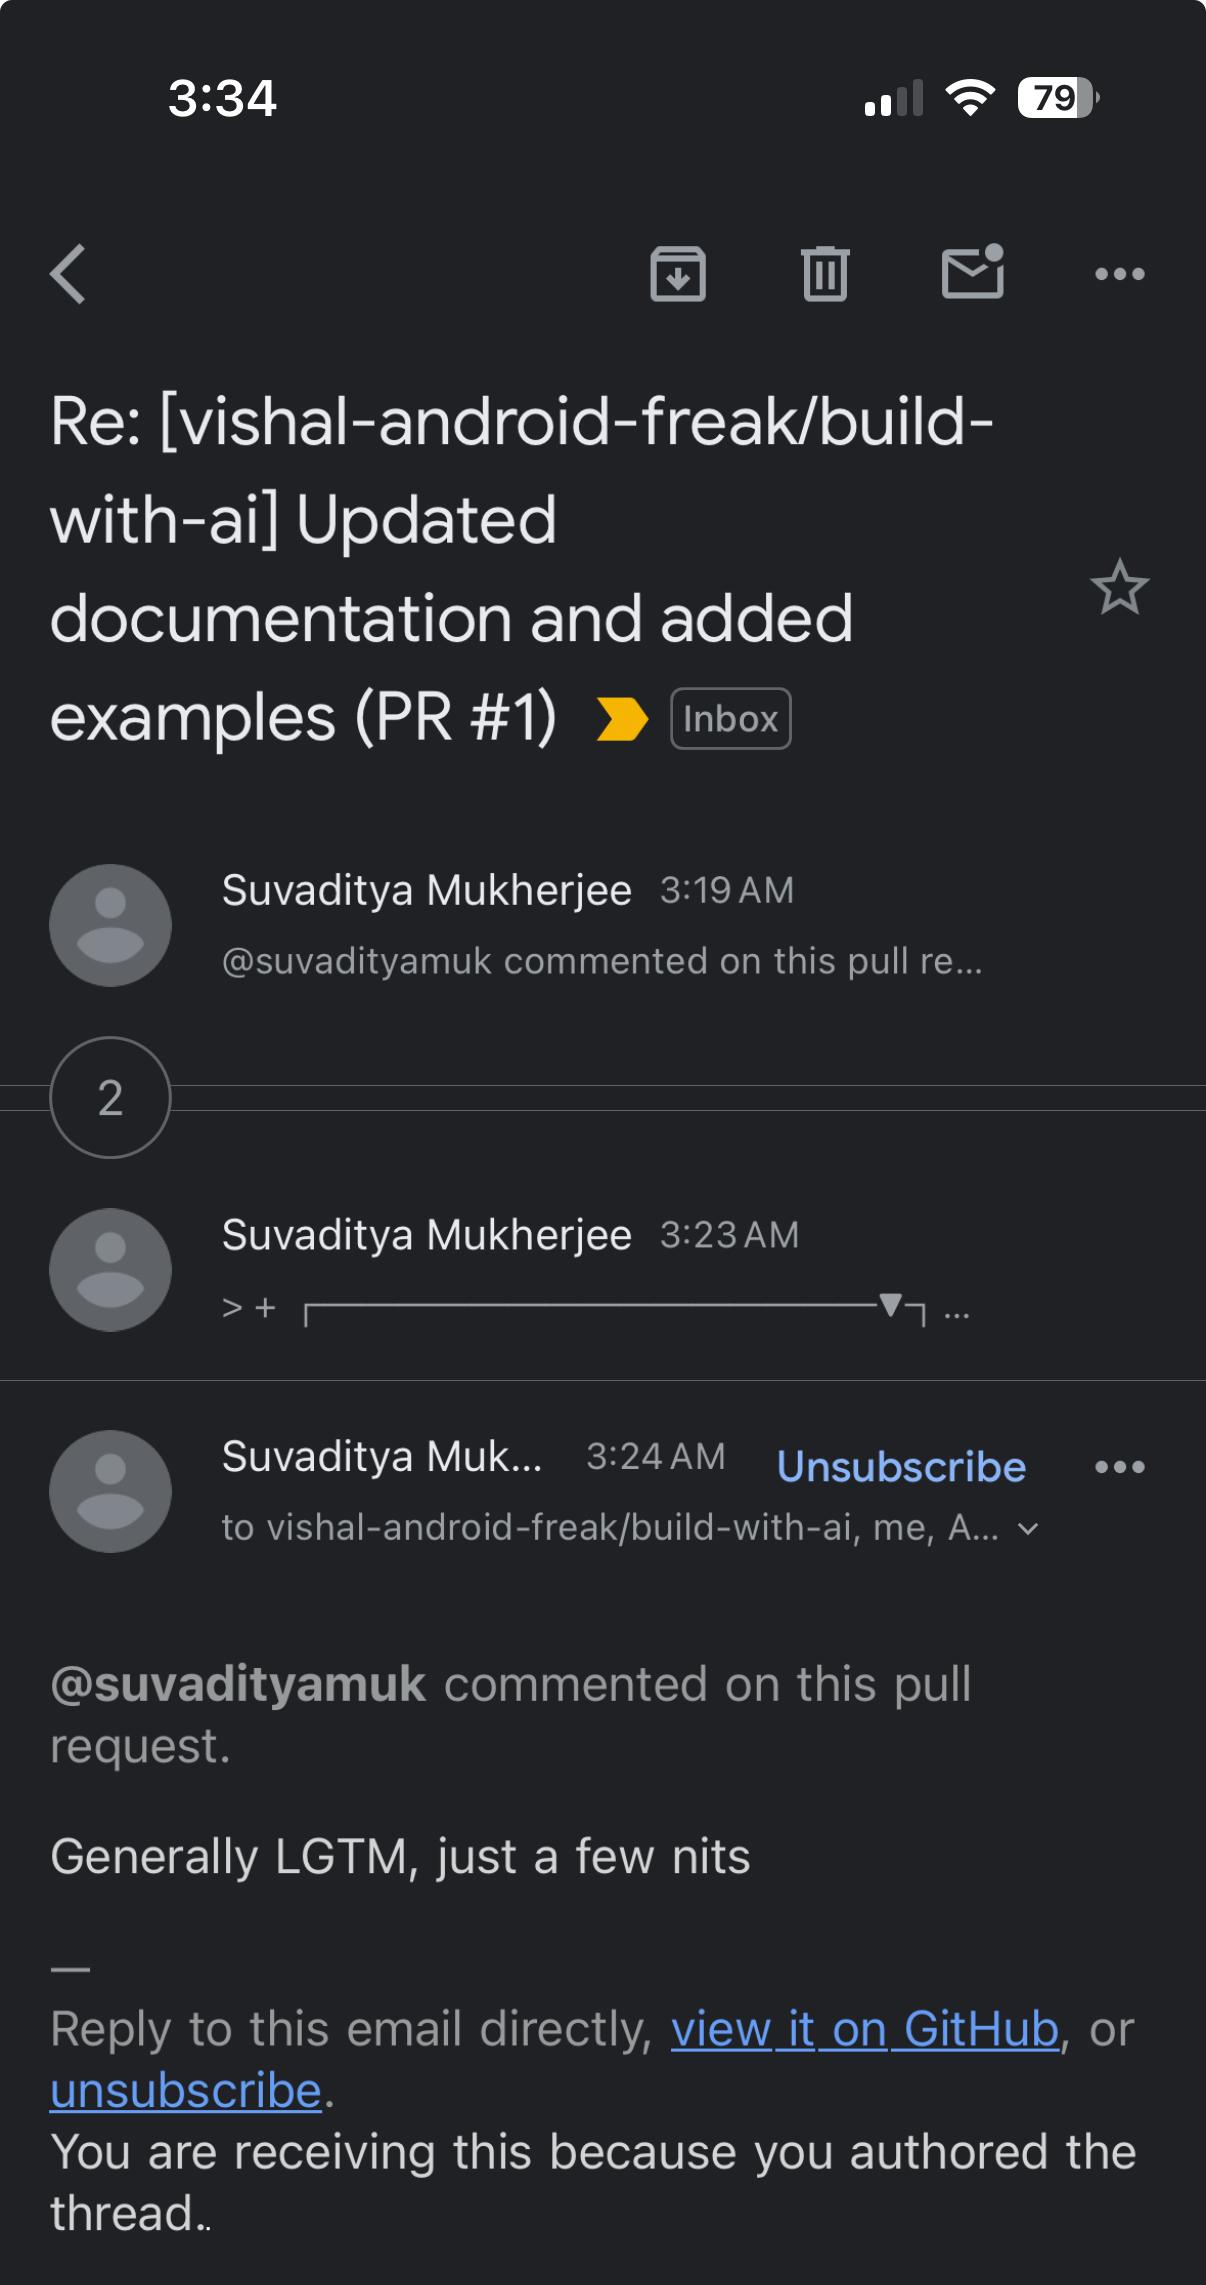 3:34
79
Re: [vishal-android-freak/build-
with-ai] Updated
documentation and added
examples (PR #1) Inbox
Suvaditya Mukherjee 3:19 AM
@suvadityamuk commented on this pull re...
2
Suvaditya Mukherjee 3:23 AM
> + ┌──────────────▼─┐ ...
Suvaditya Muk... 3:24 AM Unsubscribe
to vishal-android-freak/build-with-ai, me, A...
@suvadityamuk commented on this pull
request.
Generally LGTM, just a few nits
—
Reply to this email directly, view it on GitHub, or
unsubscribe.
You are receiving this because you authored the
thread..